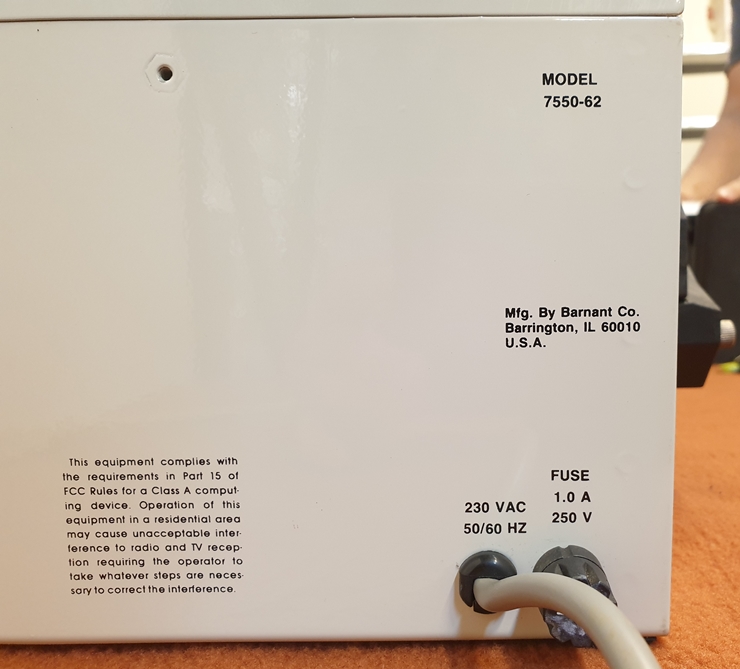 MODEL
7550-62
Mfg. By Barnant Co.
Barrington, IL 60010
U.S.A.
This equipment complies with
the requirements in Part 15 of
FCC Rules for a Class A comput-
ing device. Operation of this
equipment in a residential area
may cause unacceptable inter-
ference to radio and TV recep-
tion requiring the operator to
take whatever steps are neces-
sary to correct the interference.
230 VAC
50/60 HZ
FUSE
1.0 A
250 V